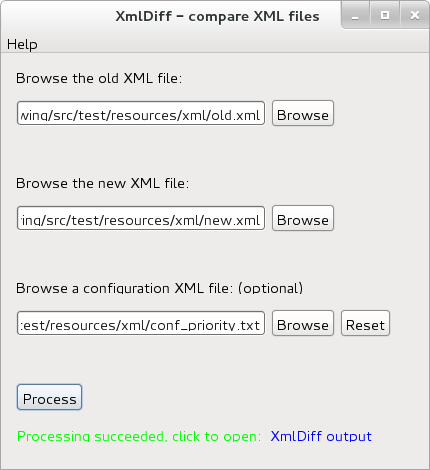 XmlDiff – compare XML files
Help
Browse the old XML file:
wing/src/test/resources/xml/old.xml Browse
Browse the new XML file:
ing/src/test/resources/xml/new.xml Browse
Browse a configuration XML file: (optional)
est/resources/xml/conf_priority.txt Browse Reset
Process
Processing succeeded, click to open: XmlDiff output